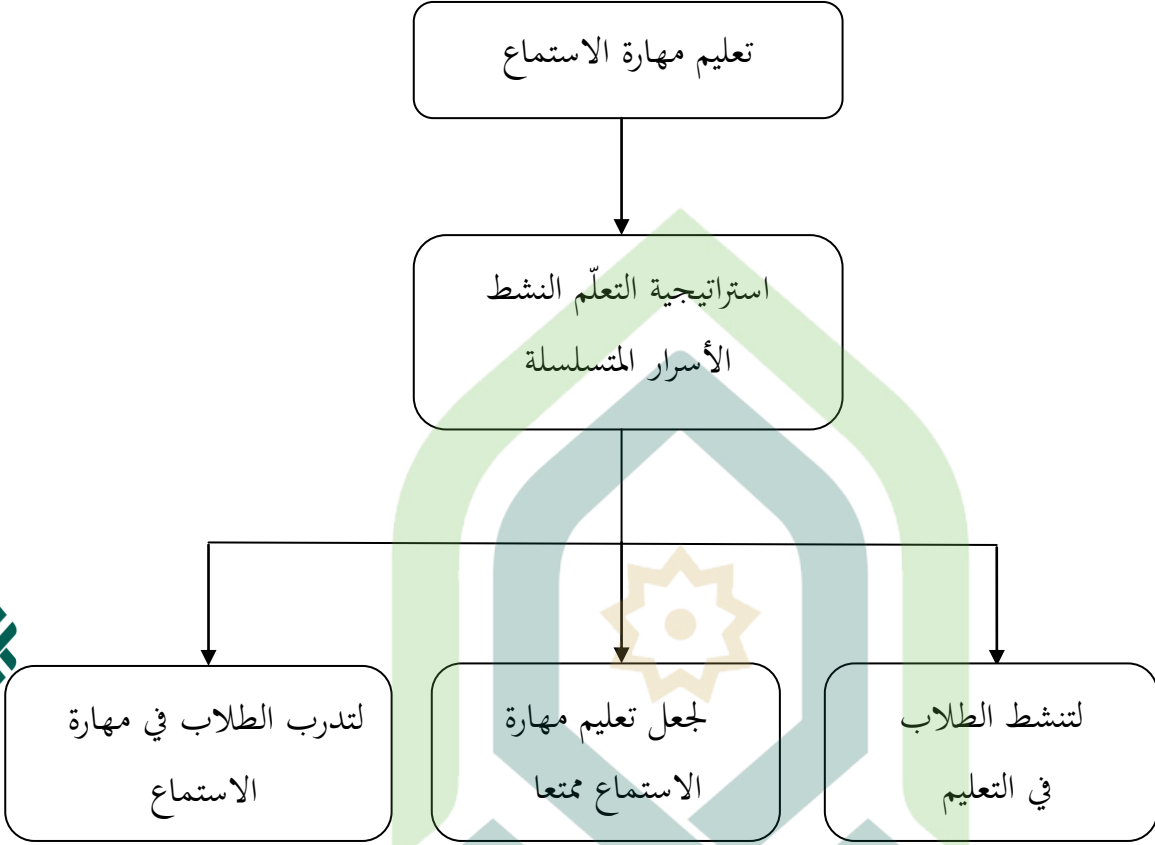 تعليم مهارة الاستماع
استراتيجية التعلّم النشط
الأسرار المتسلسلة
لتنشط الطلاب
في التعليم
لجعل تعليم مهارة
الاستماع ممتعا
لتدرب الطلاب في مهارة
الاستماع